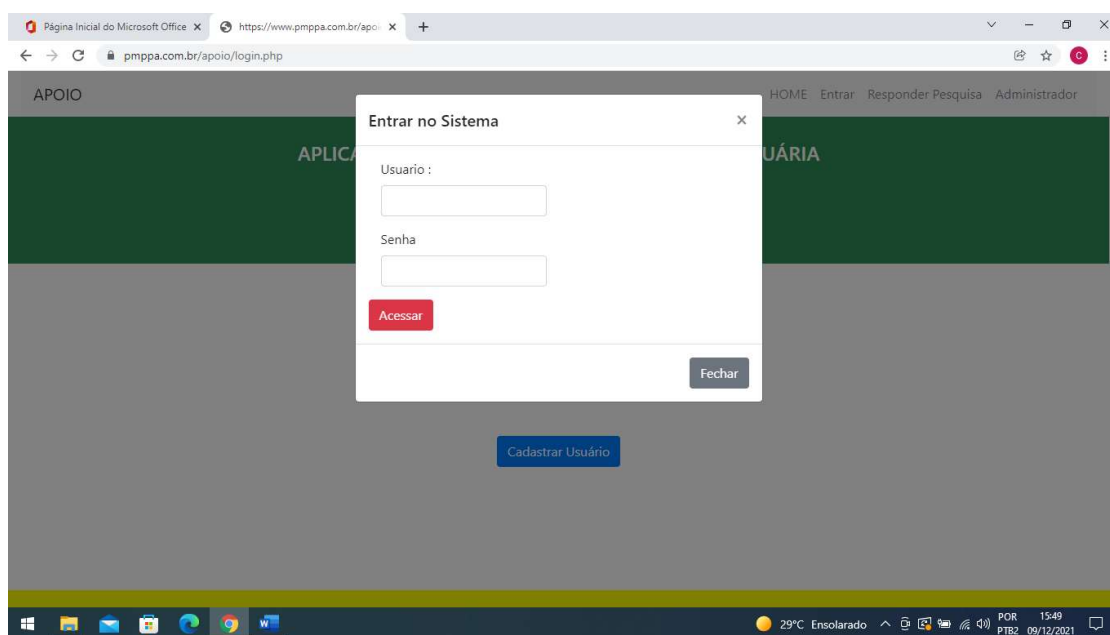 Página Inicial do Microsoft Office
https://www.pmppa.com.br/apoi
pmppa.com.br/apoio/login.php
C
APOIO
HOME Entrar Responder Pesquisa Administrador
Entrar no Sistema
APLICA
UÁRIA
Usuario :
Senha
Acessar
Fechar
Cadastrar Usuário
29°C Ensolarado
POR 15:49
PTB2 09/12/2021